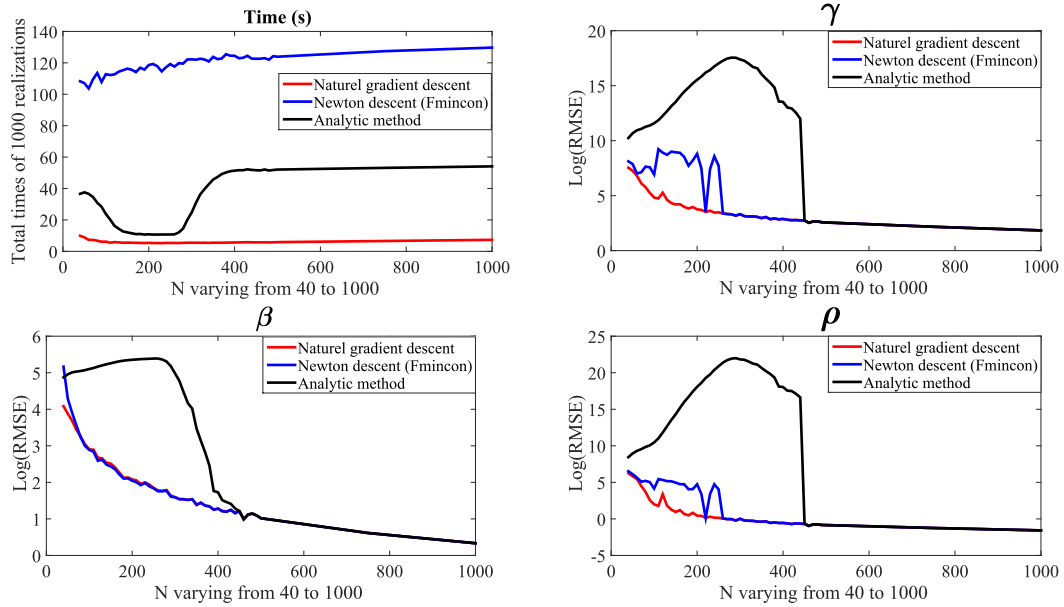 Time (s)
Total times of 1000 realizations
140
120
100
80
60
40
20
0
Naturel gradient descent
Newton descent (Fmincon)
Analytic method
0
200
400
600
800
1000
N varying from 40 to 1000
γ
Log(RMSE)
20
15
10
5
0
Naturel gradient descent
Newton descent (Fmincon)
Analytic method
0
200
400
600
800
1000
N varying from 40 to 1000
β
Log(RMSE)
6
5
4
3
2
1
0
Naturel gradient descent
Newton descent (Fmincon)
Analytic method
0
200
400
600
800
1000
N varying from 40 to 1000
ρ
Log(RMSE)
25
20
15
10
5
0
-5
Naturel gradient descent
Newton descent (Fmincon)
Analytic method
0
200
400
600
800
1000
N varying from 40 to 1000